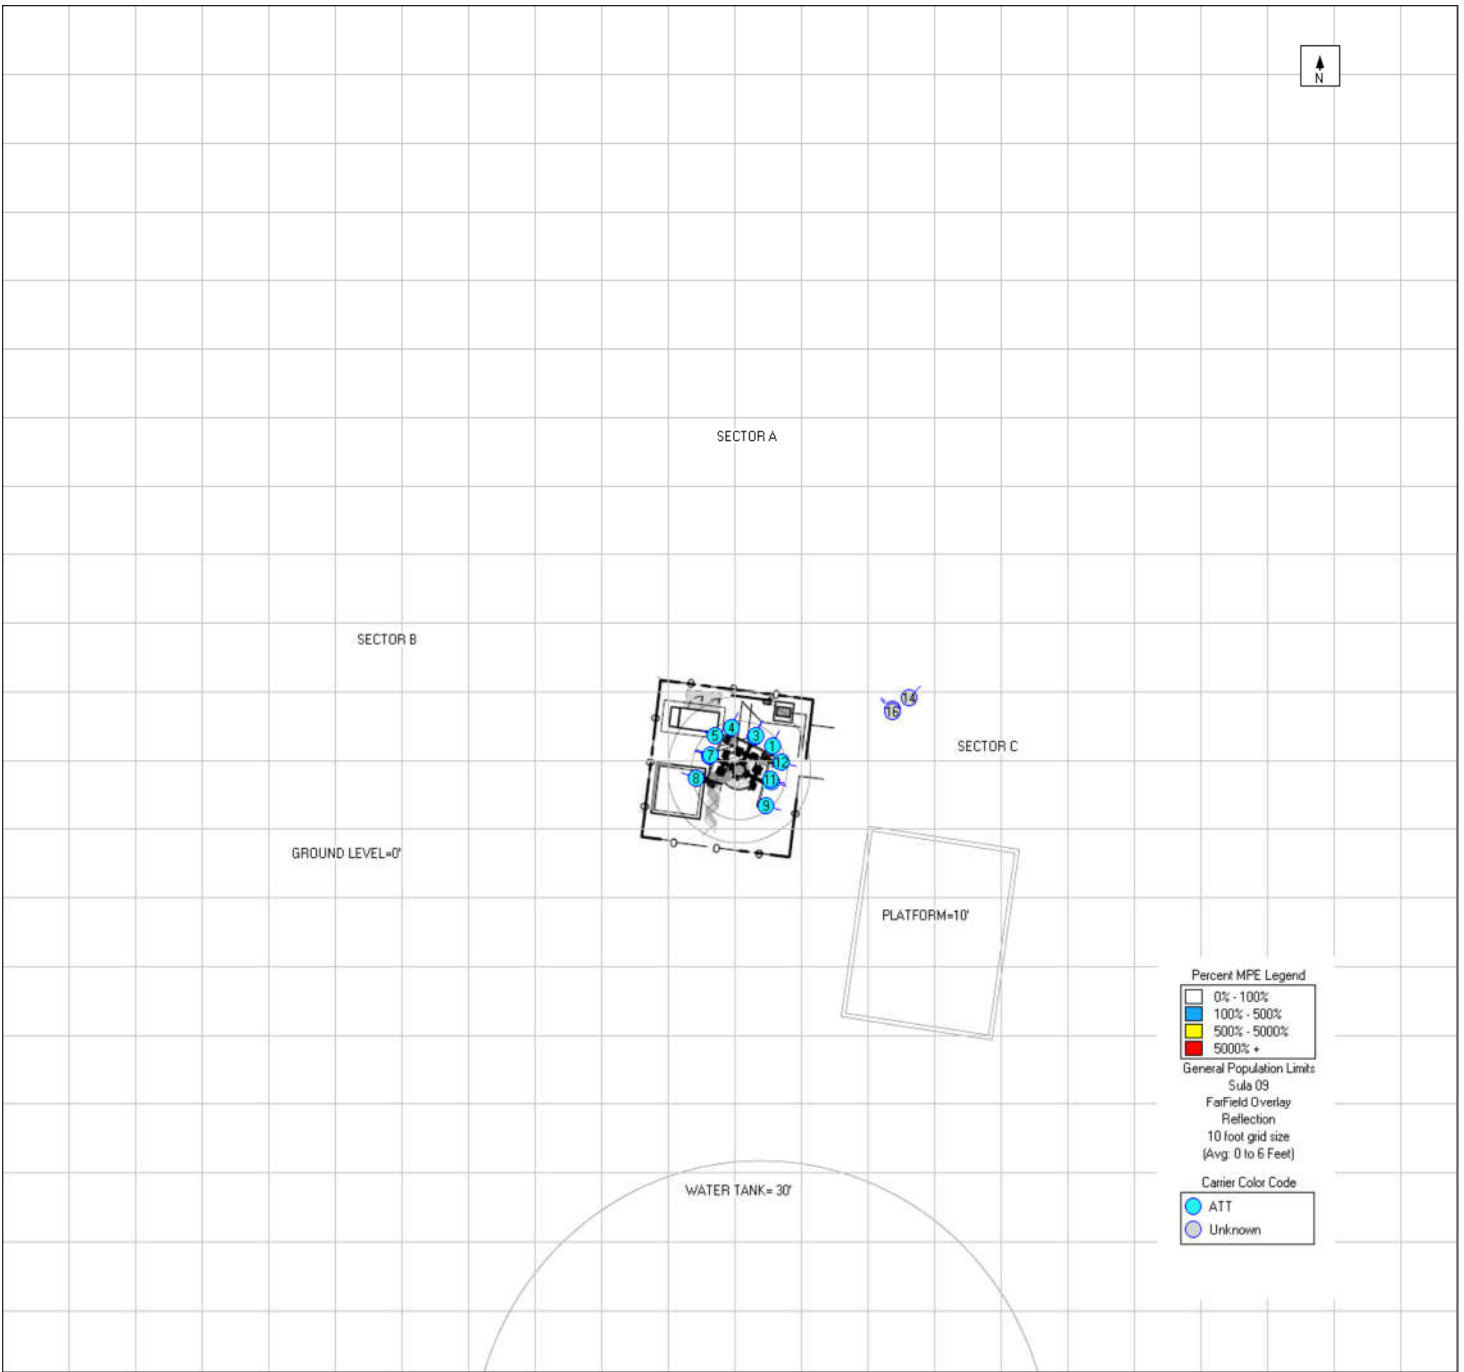 N
SECTOR A
SECTOR B
14
16
4
5
3
1
SECTOR C
7
12
8
11
9
GROUND LEVEL=0'
PLATFORM=10'
Percent MPE Legend
0% - 100%
100% - 500%
500% - 5000%
5000% +
General Population Limits
Sula 09
FarField Overlay
Reflection
10 foot grid size
(Avg: 0 to 6 Feet)
Carrier Color Code
WATER TANK= 30'
ATT
Unknown